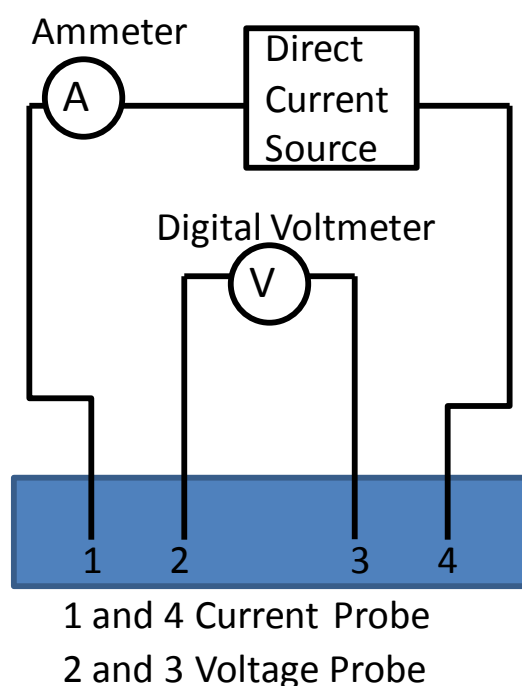 Ammeter
A
Direct
Current
Source
Digital Voltmeter
V
1 2 3 4
1 and 4 Current Probe
2 and 3 Voltage Probe